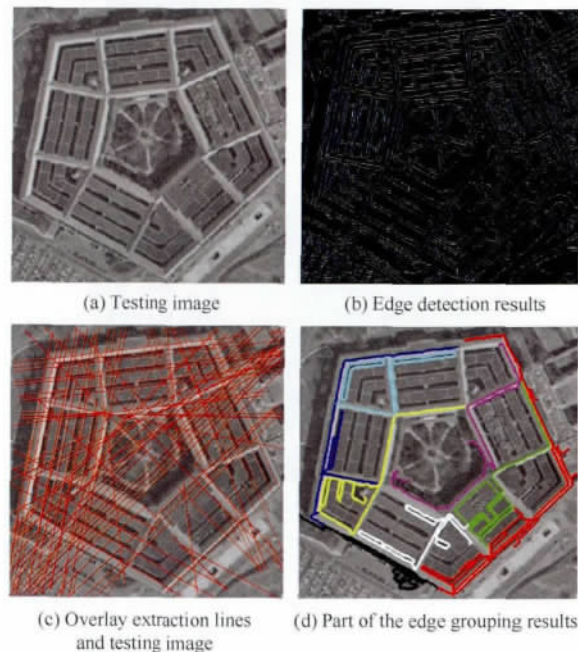 (a) Testing image
(b) Edge detection results
(c) Overlay extraction lines
and testing image
(d) Part of the edge grouping results